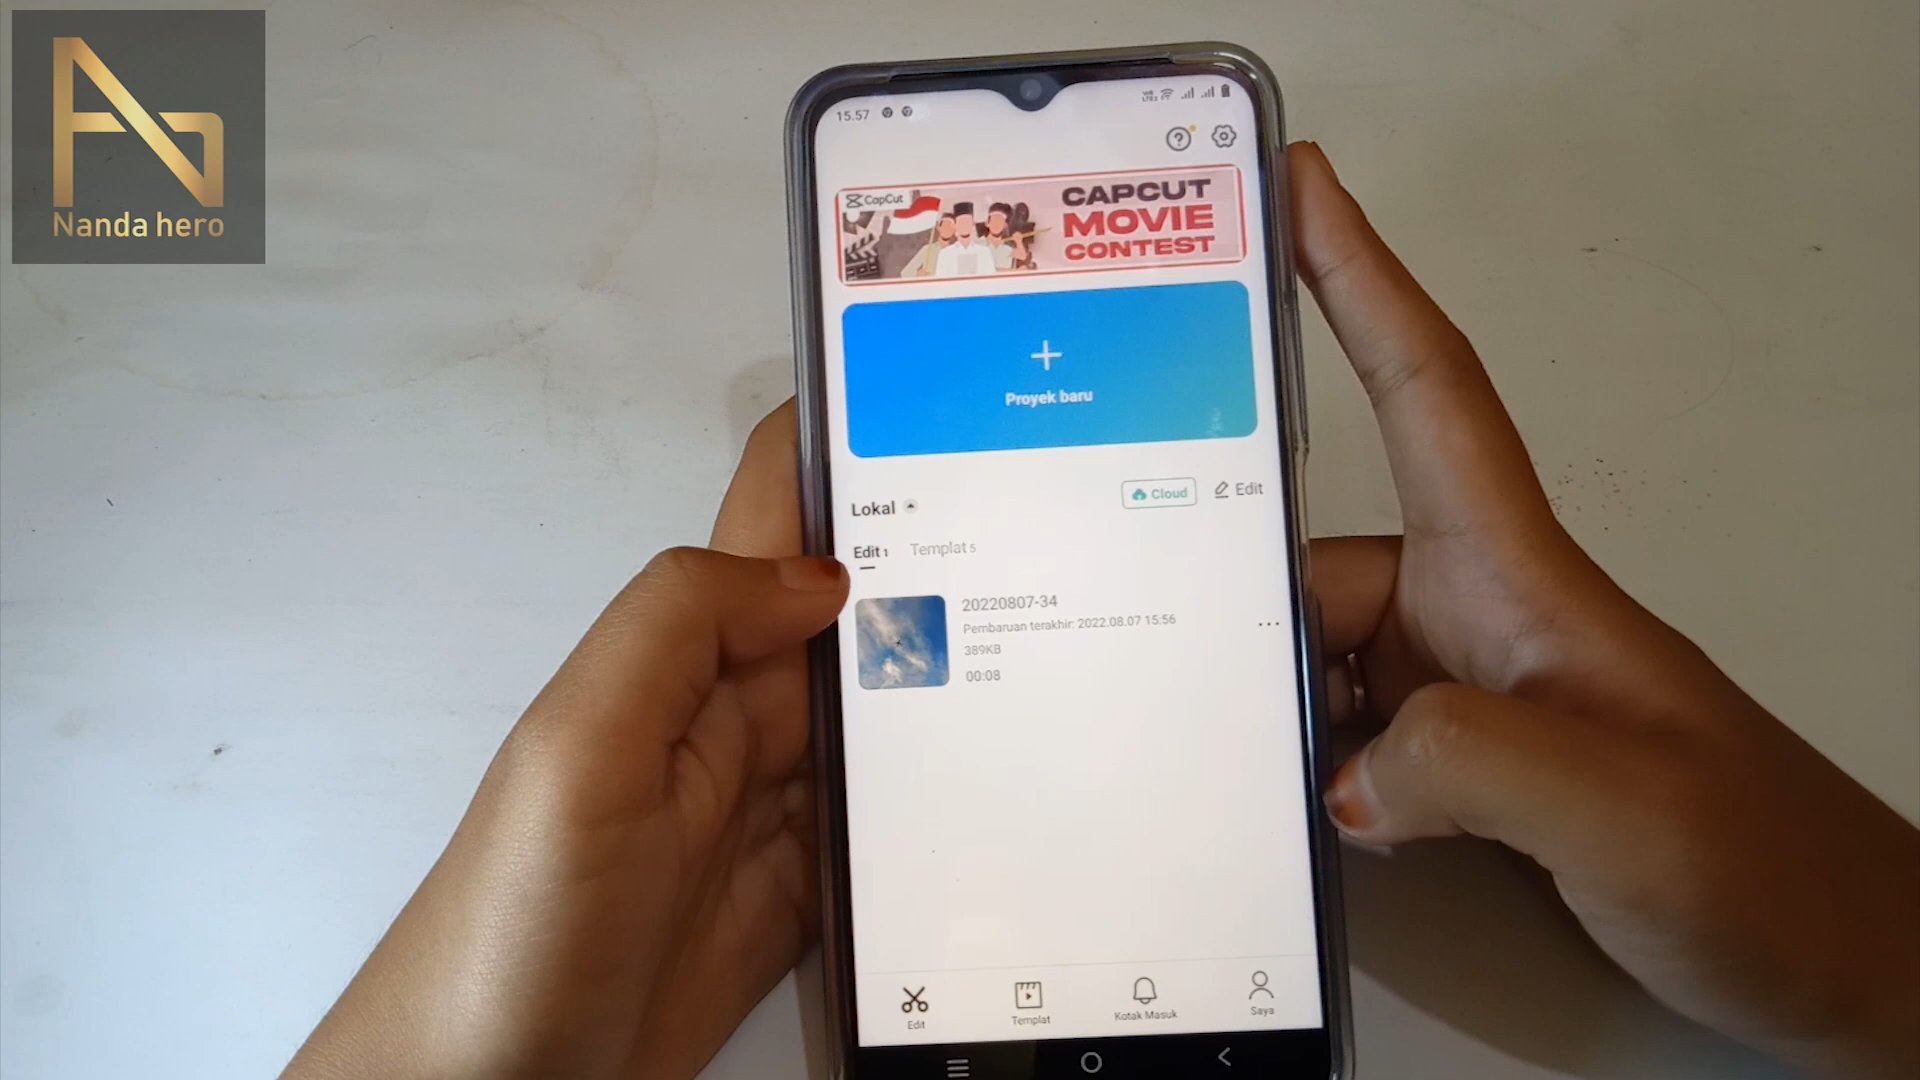 Nanda hero
15.57
CapCut
CAPCUT
MOVIE
CONTEST
Proyek baru
Lokal
Cloud
Edit
Edit 1
Templat 5
20220807-34
Pembaruan terakhir: 2022.08.07 15:56
389KB
00:08
Edit
Templat
Kotak Masuk
Saya